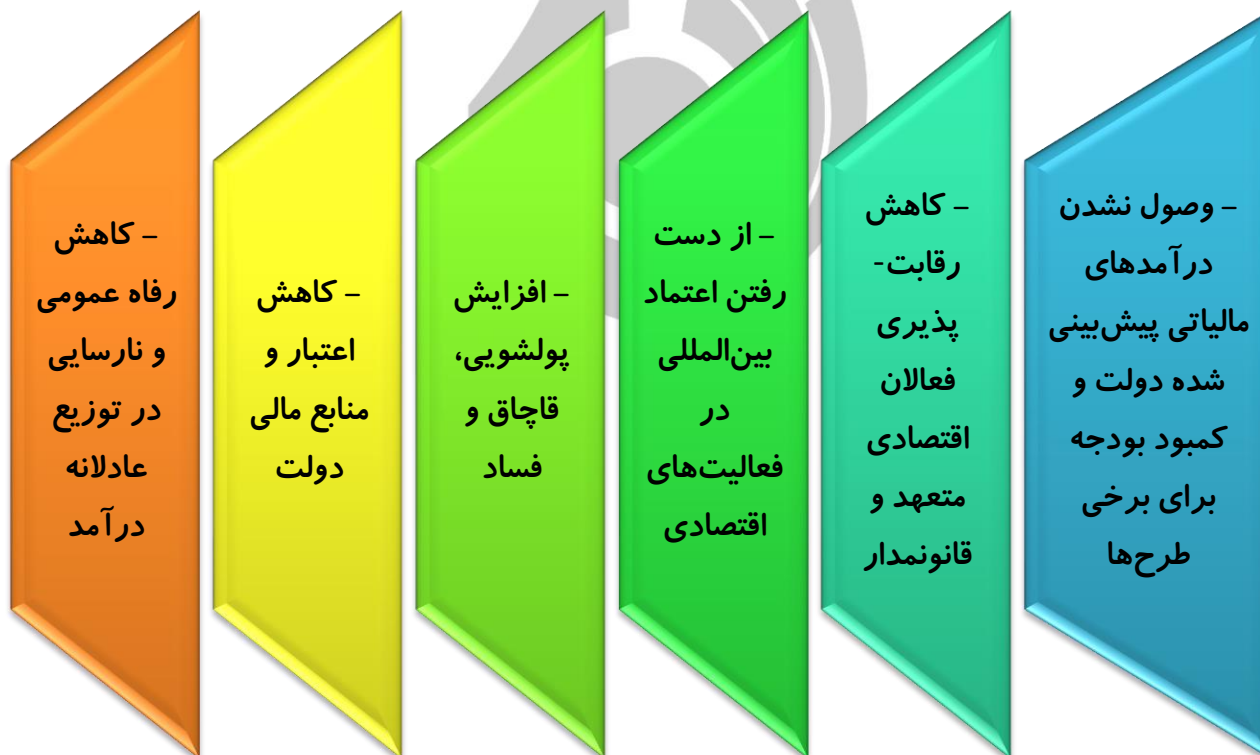 – وصول نشدن
درآمدهای
مالیاتی پیش‌بینی
شده دولت و
کمبود بودجه
برای برخی
طرح‌ها
– کاهش
رقابت-
پذیری
فعالان
اقتصادی
متعهد و
قانونمدار
– از دست
رفتن اعتماد
بین‌المللی
در
فعالیت‌های
اقتصادی
– افزایش
پولشویی،
قاچاق و
فساد
– کاهش
اعتبار و
منابع مالی
دولت
– کاهش
رفاه عمومی
و نارسایی
در توزیع
عادلانه
درآمد